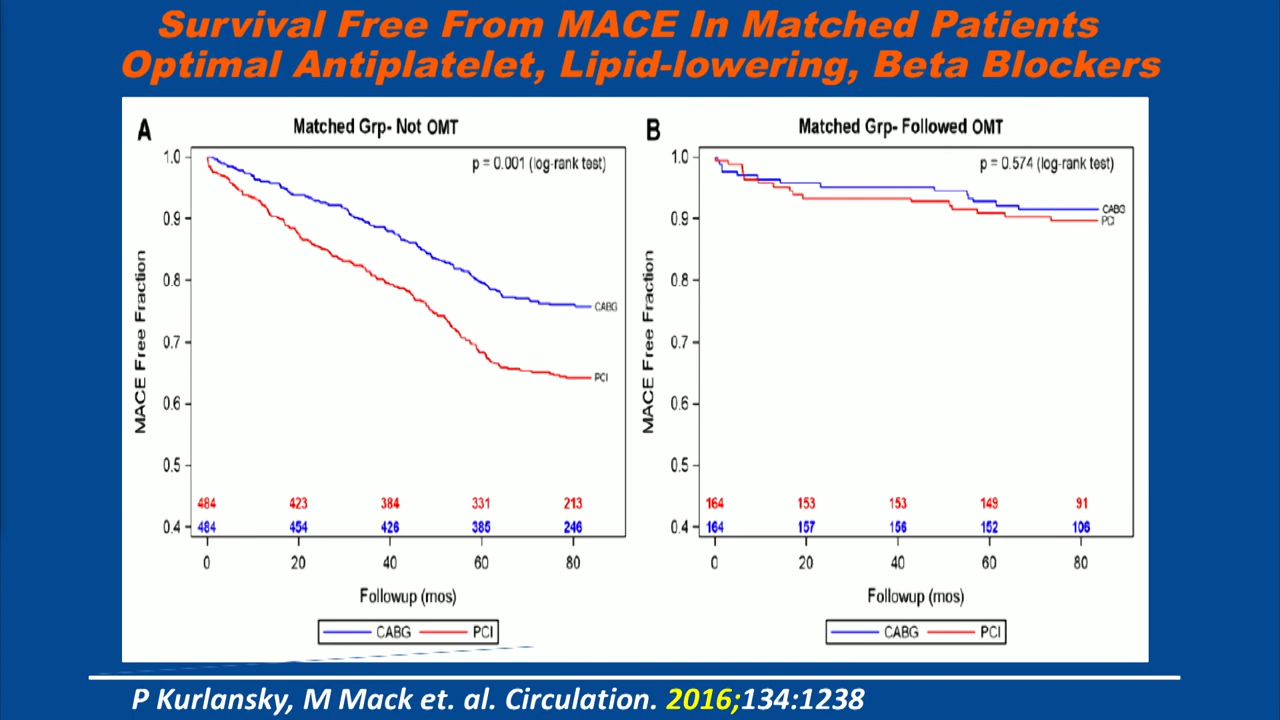 Survival Free From MACE In Matched Patients
Optimal Antiplatelet, Lipid-lowering, Beta Blockers
A
Matched Grp- Not OMT
p = 0.001 (log-rank test)
MACE Free Fraction
1.0
0.9
0.8
0.7
0.6
0.5
0.4
CABG
PCI
484 423 384 331 213
484 454 426 385 246
0 20 40 60 80
Followup (mos)
CABG PCI
B
Matched Grp- Followed OMT
p = 0.574 (log-rank test)
MACE Free Fraction
1.0
0.9
0.8
0.7
0.6
0.5
0.4
CABG
PCI
164 153 153 149 91
164 157 156 152 106
0 20 40 60 80
Followup (mos)
CABG PCI
P Kurlansky, M Mack et. al. Circulation. 2016;134:1238